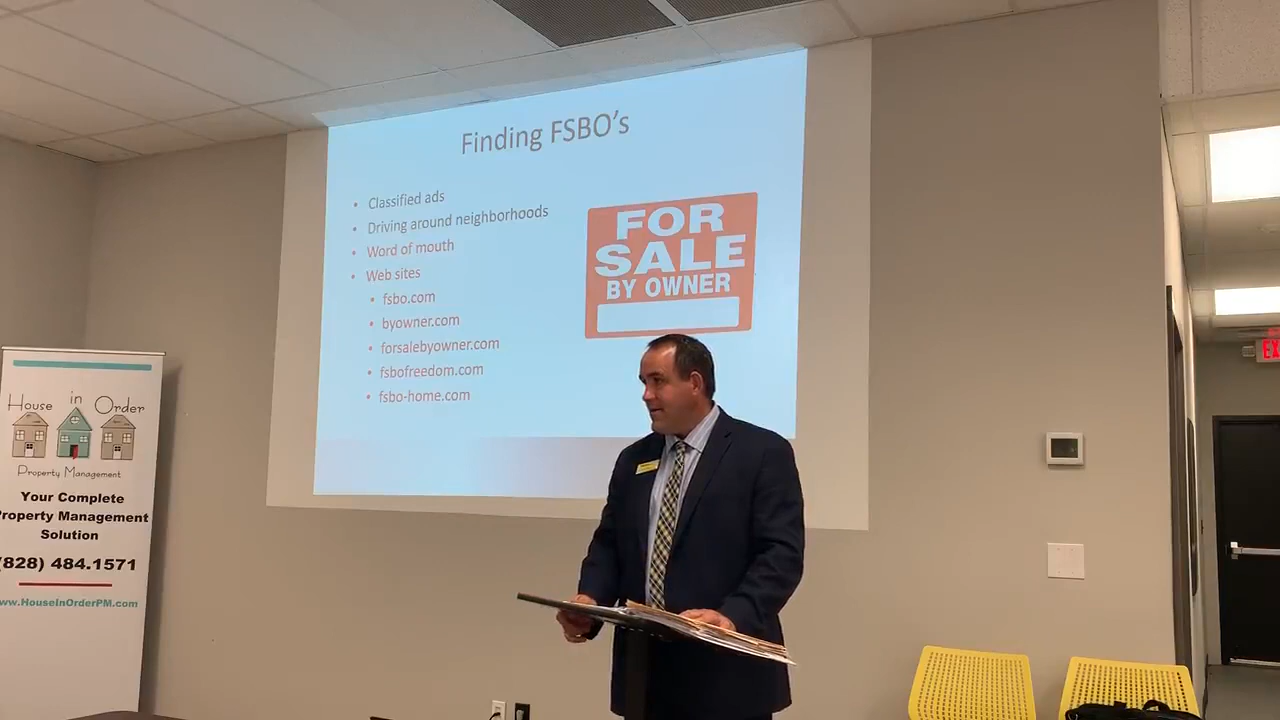 Finding FSBO's
• Classified ads
• Driving around neighborhoods
• Word of mouth
• Web sites
• fsbo.com
• byowner.com
• forsalebyowner.com
• fsbofreedom.com
• fsbo-home.com
FOR
SALE
BY OWNER
House in Order
Property Management
Your Complete
Property Management
Solution
(828) 484.1571
www.HouseInOrderPM.com
EX